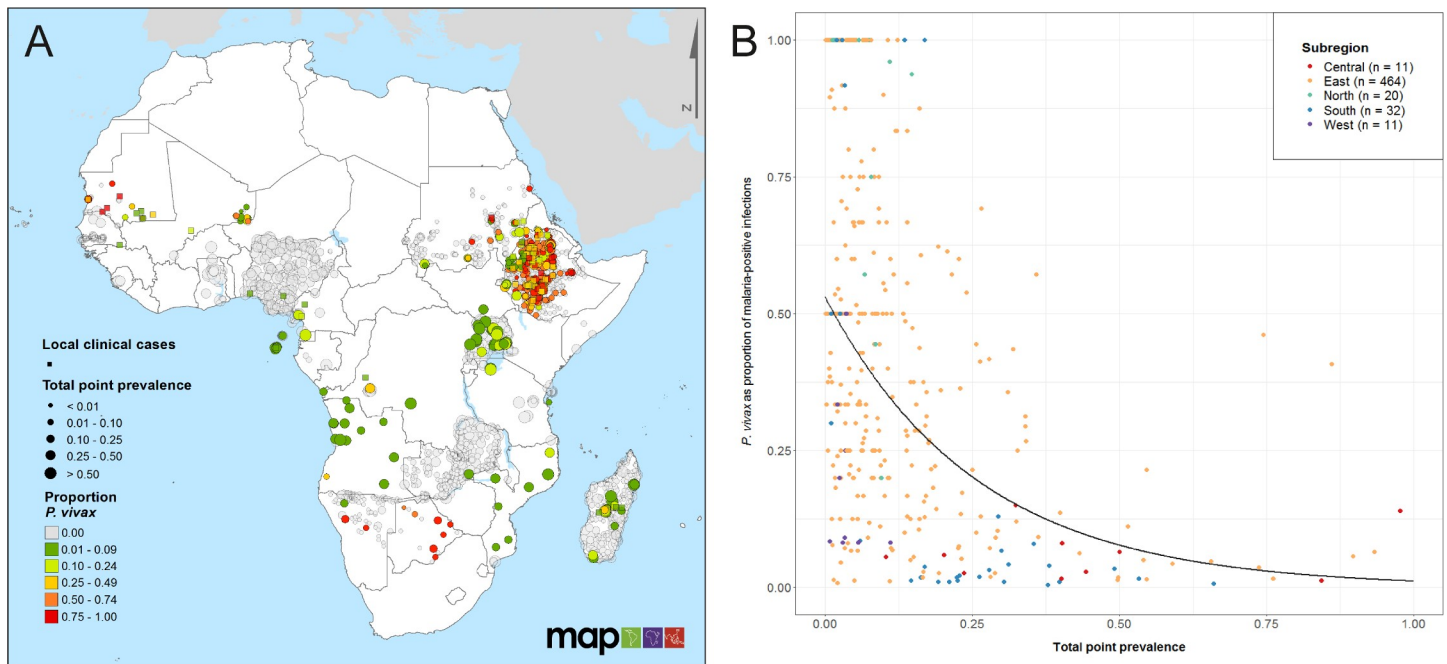 A
N
Local clinical cases
Total point prevalence
< 0.01
0.01 - 0.10
0.10 - 0.25
0.25 - 0.50
> 0.50
Proportion
P. vivax
0.00
0.01 - 0.09
0.10 - 0.24
0.25 - 0.49
0.50 - 0.74
0.75 - 1.00
map
B
P. vivax as proportion of malaria-positive infections
1.00
0.75
0.50
0.25
0.00
Subregion
Central (n = 11)
East (n = 464)
North (n = 20)
South (n = 32)
West (n = 11)
0.00 0.25 0.50 0.75 1.00
Total point prevalence